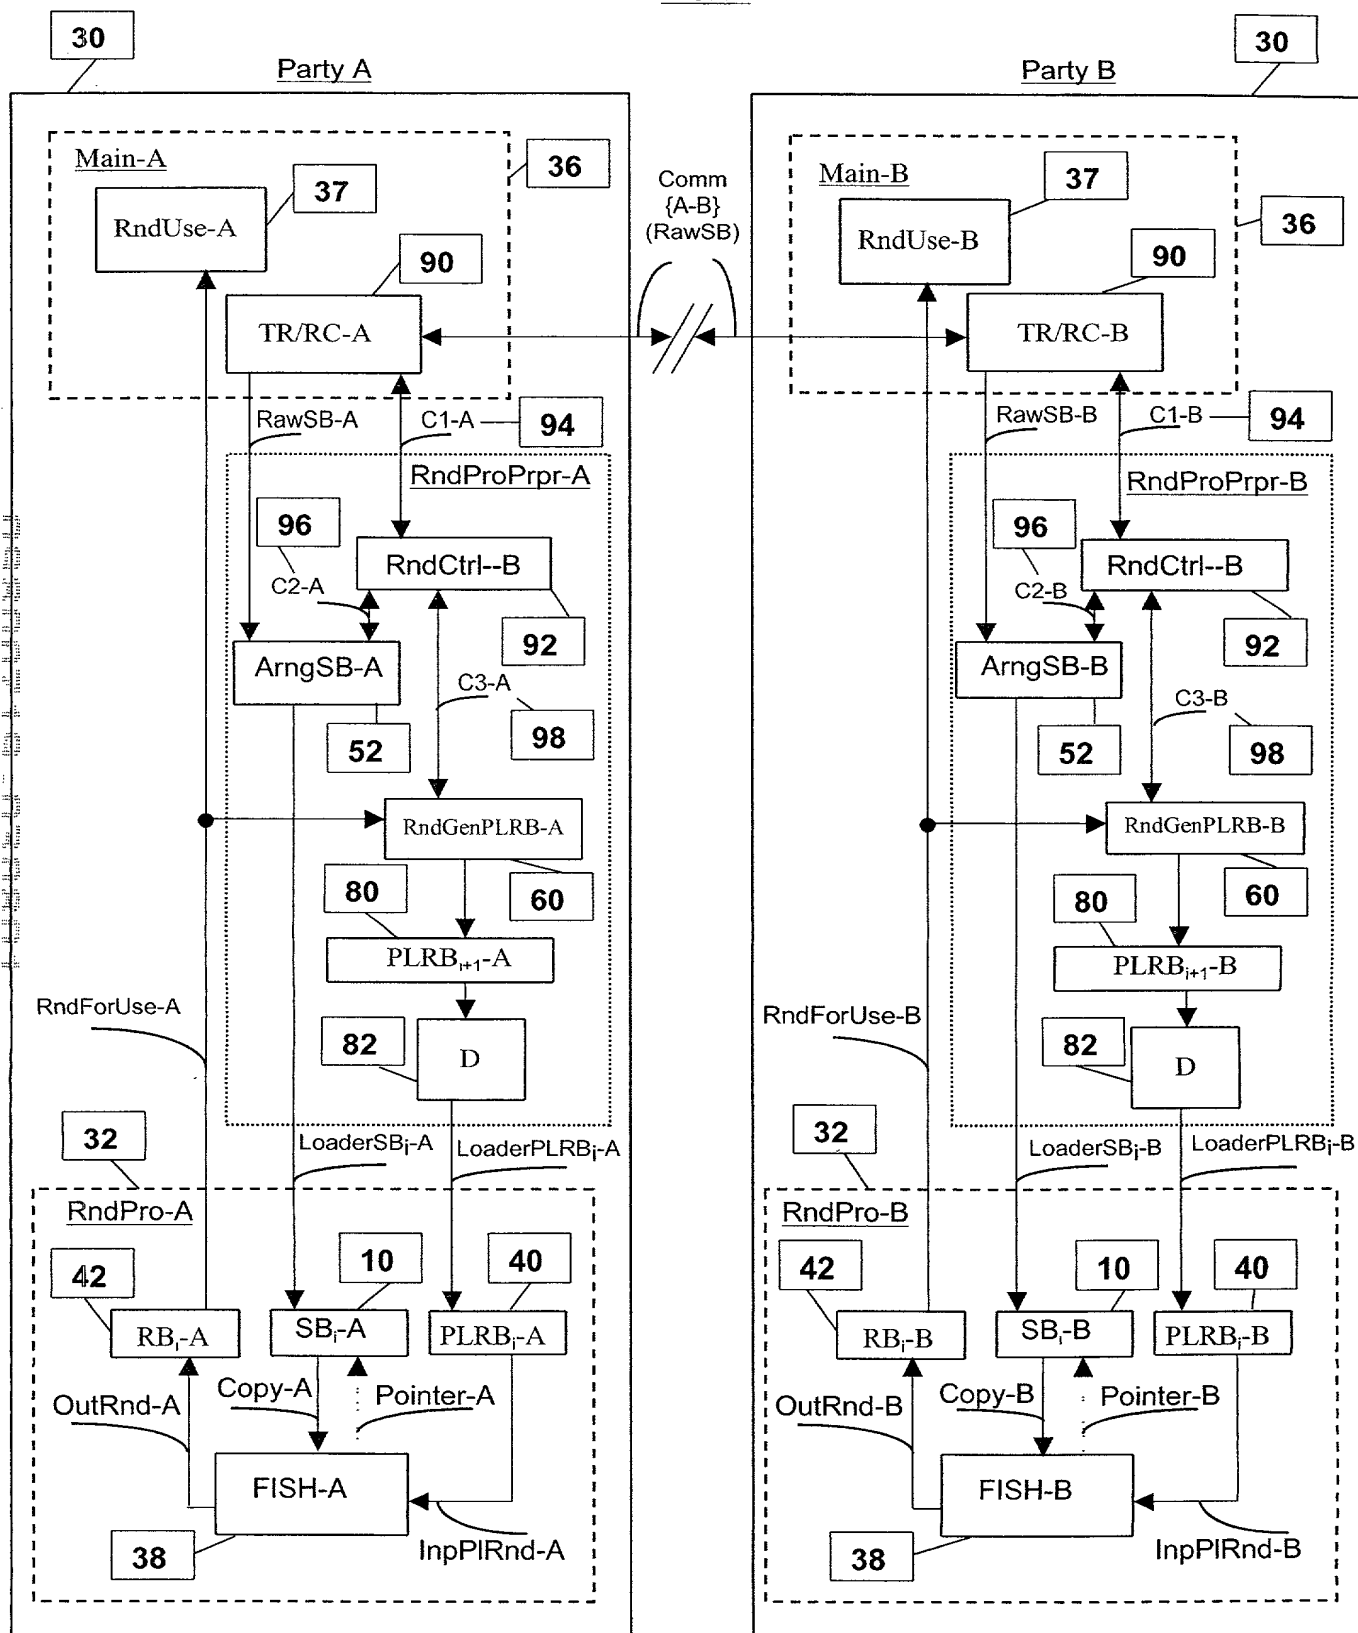 30
Party A
Main-A
36
37
RndUse-A
90
TR/RC-A
RawSB-A
C1-A
94
RndProPrpr-A
96
C2-A
RndCtrl--B
92
ArngSB-A
52
C3-A
98
RndGenPLRB-A
60
80
PLRBi+1-A
RndForUse-A
82
D
32
LoaderSBi-A
LoaderPLRBi-A
RndPro-A
42
10
40
RBi-A
SBi-A
PLRBi-A
OutRnd-A
Copy-A
Pointer-A
FISH-A
38
InpPlRnd-A
Comm
{A-B}
(RawSB)
30
Party B
Main-B
36
37
RndUse-B
90
TR/RC-B
RawSB-B
C1-B
94
RndProPrpr-B
96
C2-B
RndCtrl--B
92
ArngSB-B
52
C3-B
98
RndGenPLRB-B
60
80
PLRBi+1-B
RndForUse-B
82
D
32
LoaderSBi-B
LoaderPLRBi-B
RndPro-B
42
10
40
RBi-B
SBi-B
PLRBi-B
OutRnd-B
Copy-B
Pointer-B
FISH-B
38
InpPlRnd-B